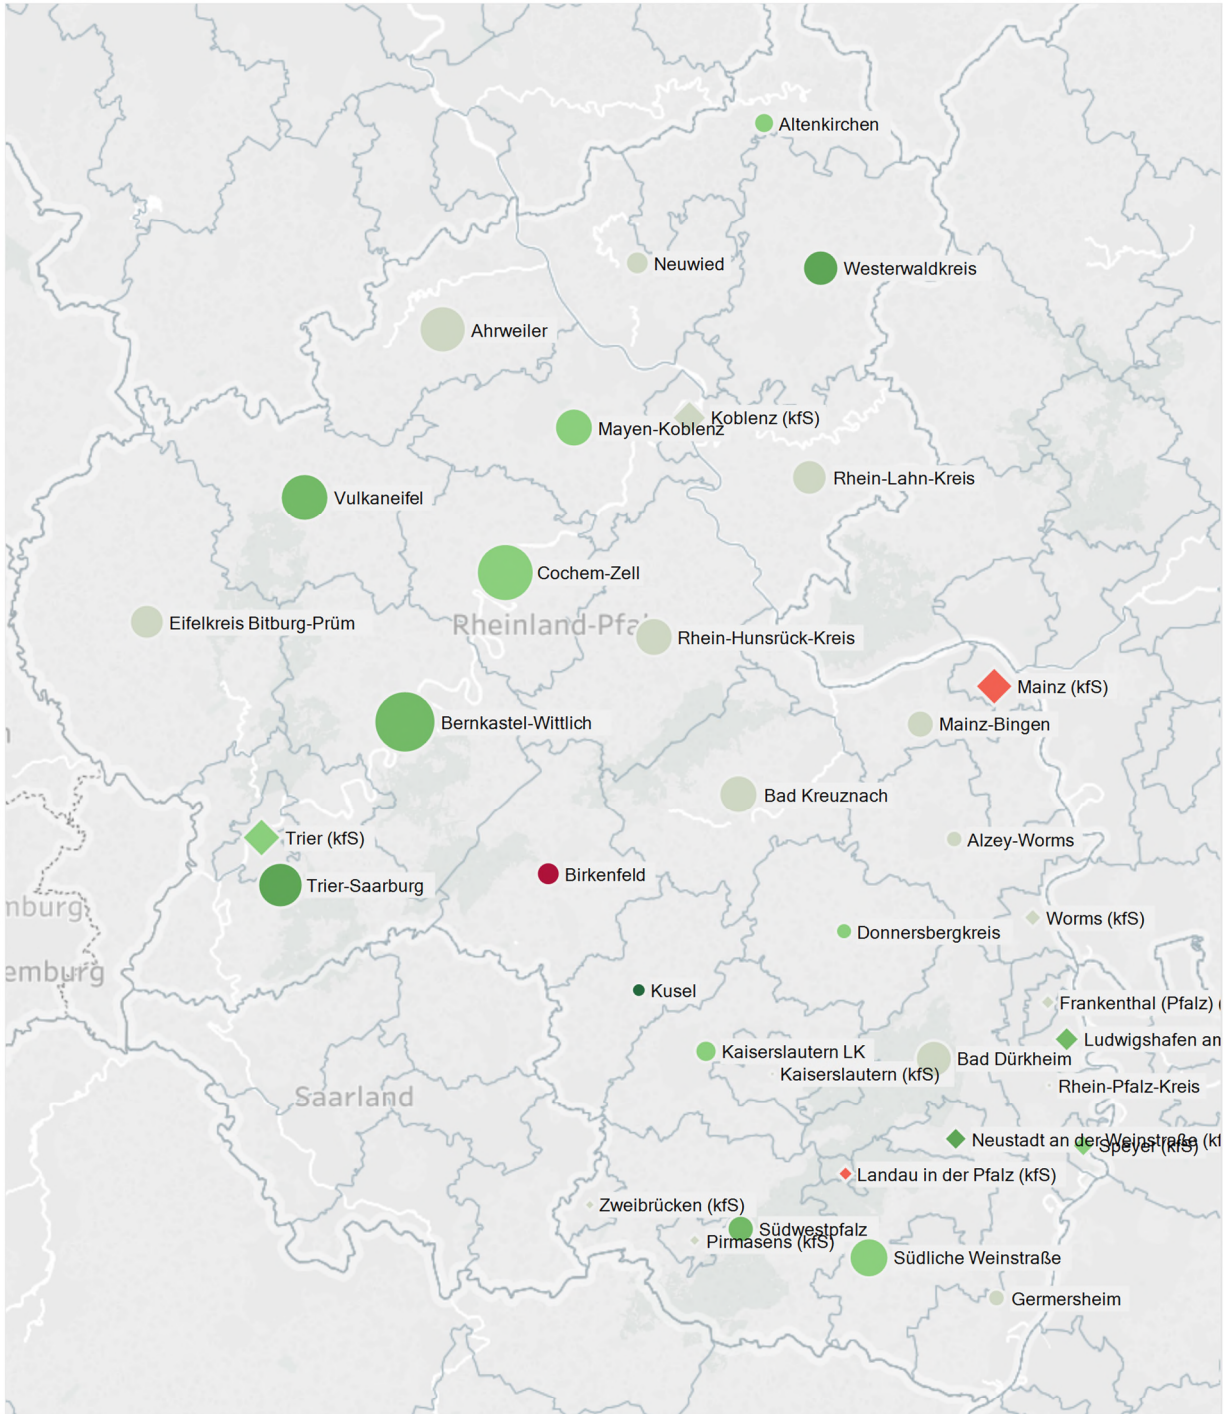 Altenkirchen
Neuwied
Westerwaldkreis
Ahrweiler
Koblenz (kfS)
Mayen-Koblenz
Rhein-Lahn-Kreis
Vulkaneifel
Cochem-Zell
Eifelkreis Bitburg-Prüm
Rheinland-Pfa
Rhein-Hunsrück-Kreis
Mainz (kfS)
Bernkastel-Wittlich
Mainz-Bingen
Bad Kreuznach
Trier (kfS)
Alzey-Worms
Birkenfeld
Trier-Saarburg
mburg
Worms (kfS)
Donnersbergkreis
emburg
Kusel
Frankenthal (Pfalz) (
Ludwigshafen an
Kaiserslautern LK
Bad Dürkheim
Kaiserslautern (kfS)
Rhein-Pfalz-Kreis
Saarland
Neustadt an der Weinstraße (kf
Speyer (kfS)
Landau in der Pfalz (kfS)
Zweibrücken (kfS)
Südwestpfalz
Pirmasens (kfS)
Südliche Weinstraße
Germersheim